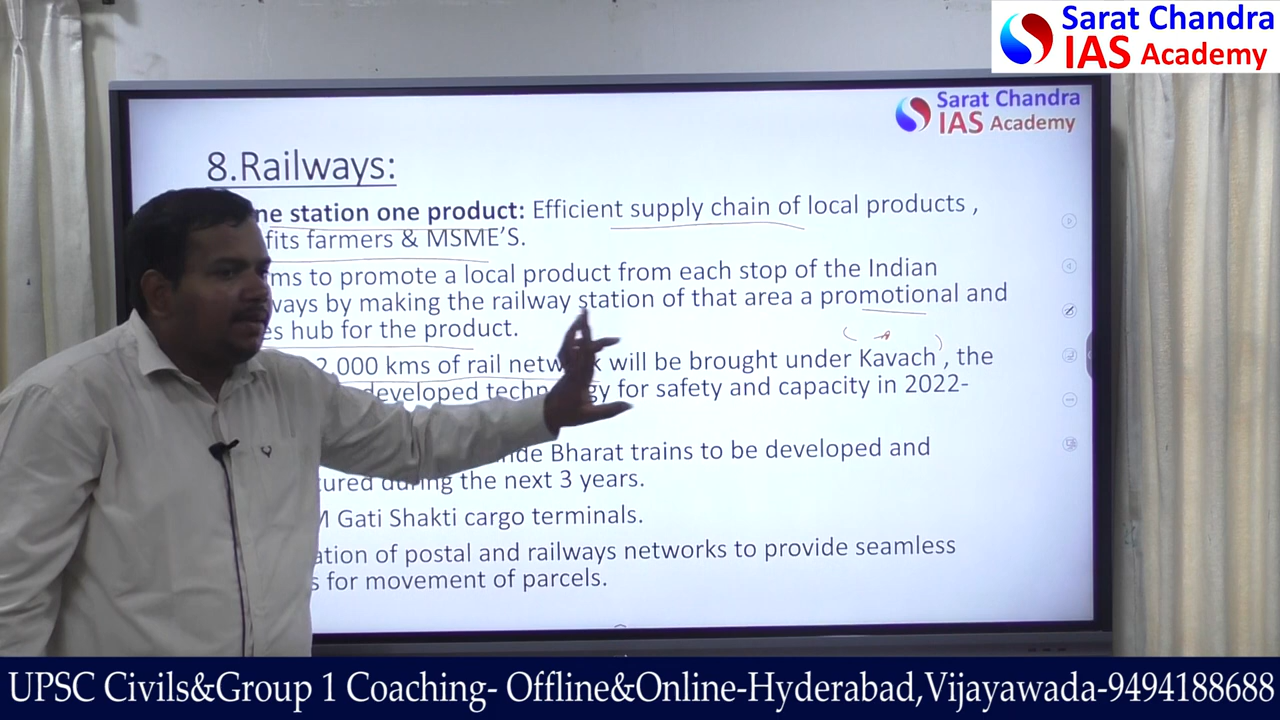 Sarat Chandra
IAS Academy
Sarat Chandra
IAS Academy
8.Railways:
ne station one product: Efficient supply chain of local products ,
fits farmers & MSME'S.
ms to promote a local product from each stop of the Indian
ways by making the railway station of that area a promotional and
es hub for the product.
2,000 kms of rail network will be brought under Kavach , the
developed technology for safety and capacity in 2022-
nde Bharat trains to be developed and
tured during the next 3 years.
M Gati Shakti cargo terminals.
ation of postal and railways networks to provide seamless
s for movement of parcels.
UPSC Civils&Group 1 Coaching- Offline&Online-Hyderabad,Vijayawada-9494188688